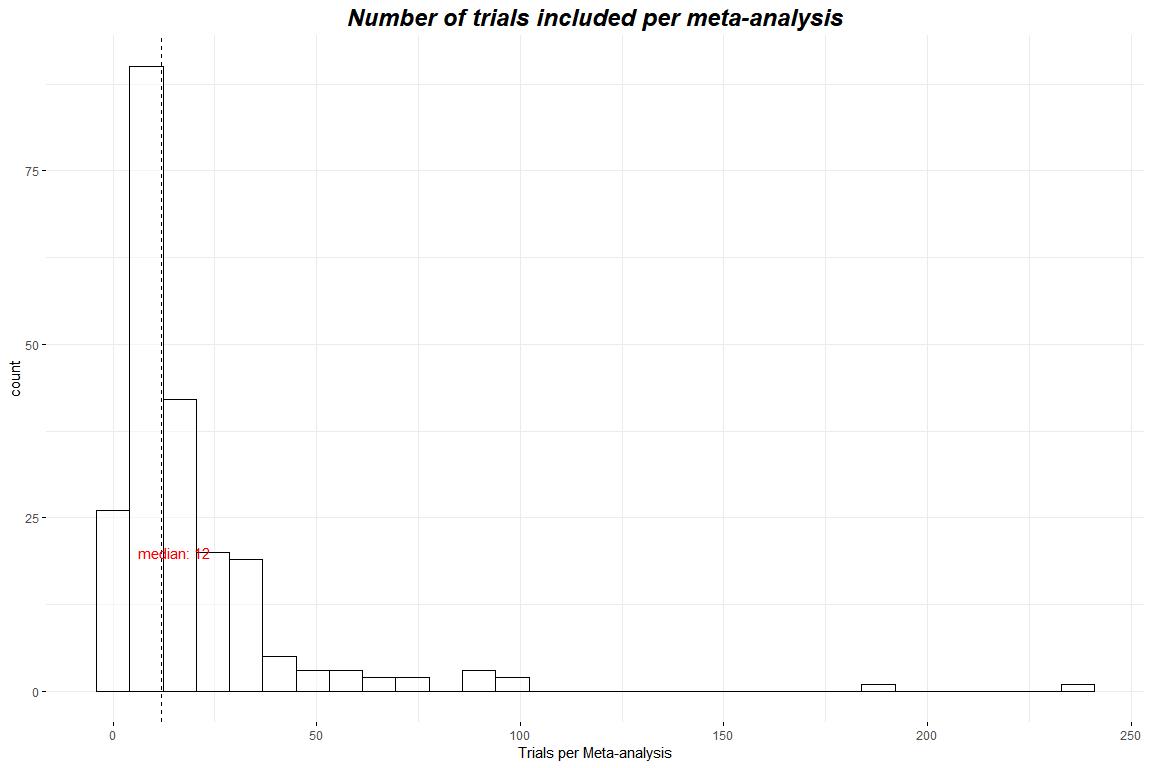 Number of trials included per meta-analysis
count
75
50
25
0
median: 12
0 50 100 150 200 250
Trials per Meta-analysis